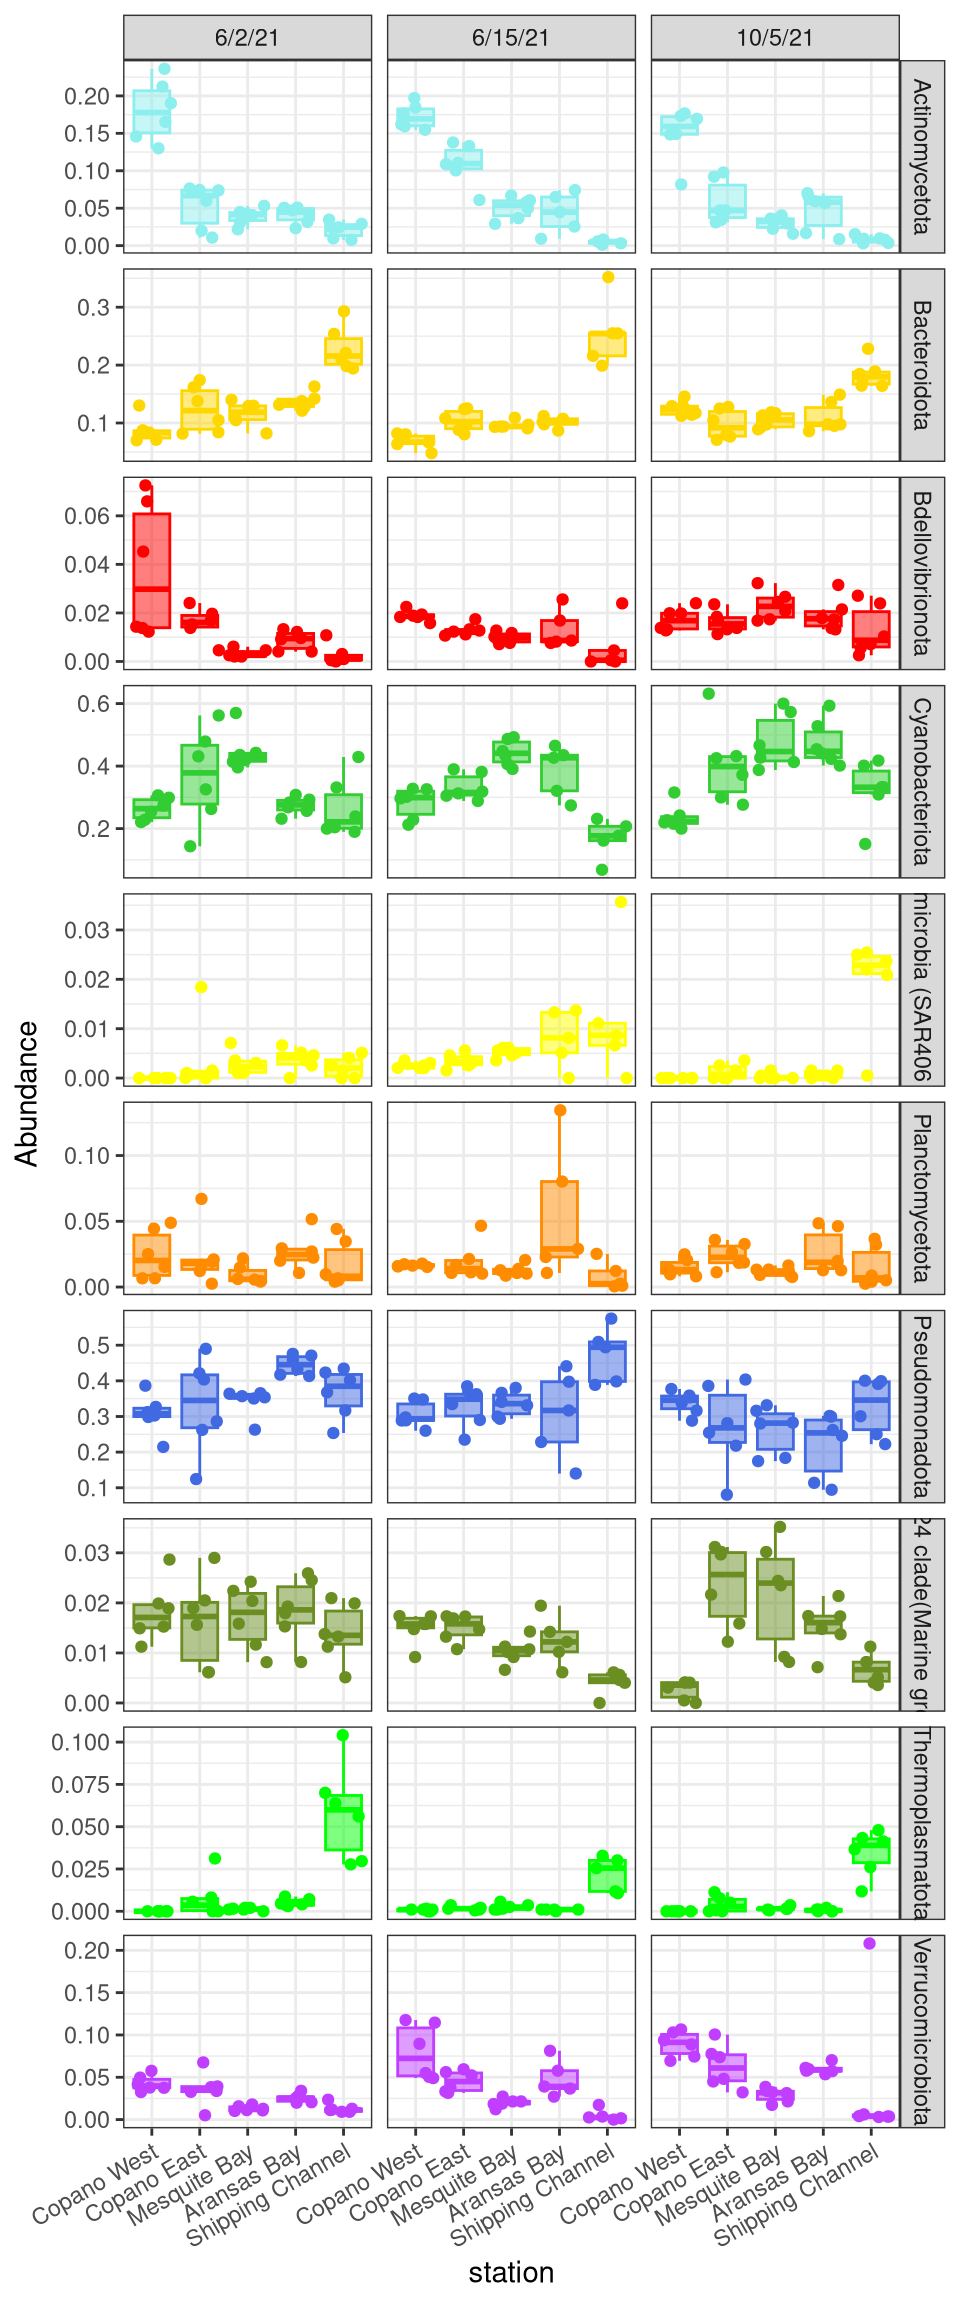 6/2/21 6/15/21 10/5/21
0.20
0.15
0.10
0.05
0.00
Actinomycetota
0.3
0.2
0.1
Bacteroidota
0.06
0.04
0.02
0.00
Bdellovibrionota
0.6
0.4
0.2
Cyanobacteriota
0.03
0.02
0.01
0.00
microbia (SAR406
0.10
0.05
0.00
Planctomycetota
0.5
0.4
0.3
0.2
0.1
Pseudomonadota
0.03
0.02
0.01
0.00
24 clade(Marine gr
0.100
0.075
0.050
0.025
0.000
Thermoplasmatota
0.20
0.15
0.10
0.05
0.00
Verrucomicrobiota
Abundance
Copano West
Copano East
Mesquite Bay
Aransas Bay
Shipping Channel
Copano West
Copano East
Mesquite Bay
Aransas Bay
Shipping Channel
Copano West
Copano East
Mesquite Bay
Aransas Bay
Shipping Channel
station